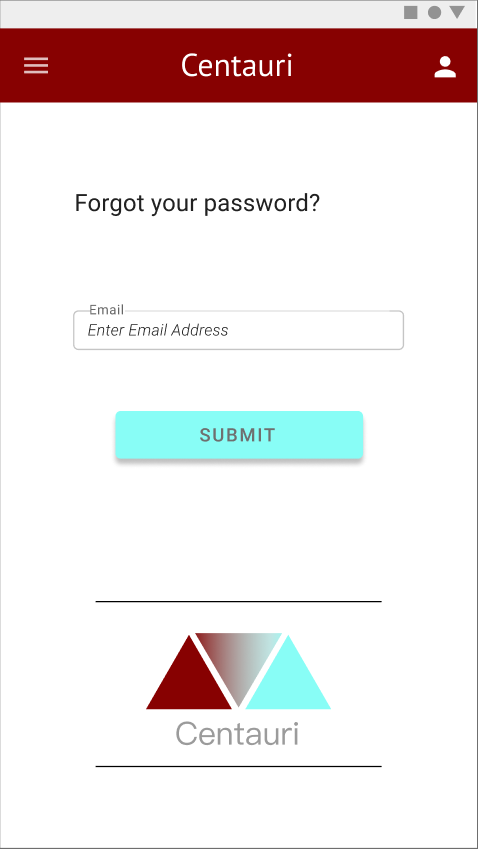 Centauri
Forgot your password?
Email
Enter Email Address
SUBMIT
Centauri